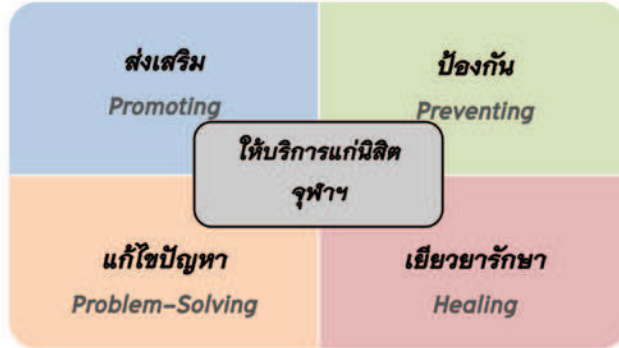 ส่งเสริม
Promoting
ป้องกัน
Preventing
ให้บริการแก่นิสิต
จุฬาฯ
แก้ไขปัญหา
Problem-Solving
เยียวยารักษา
Healing